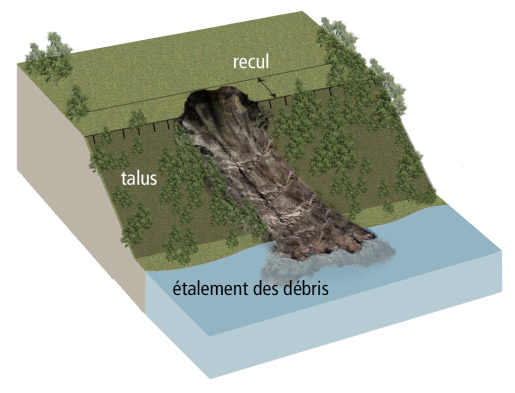 recul
talus
étalement des débris